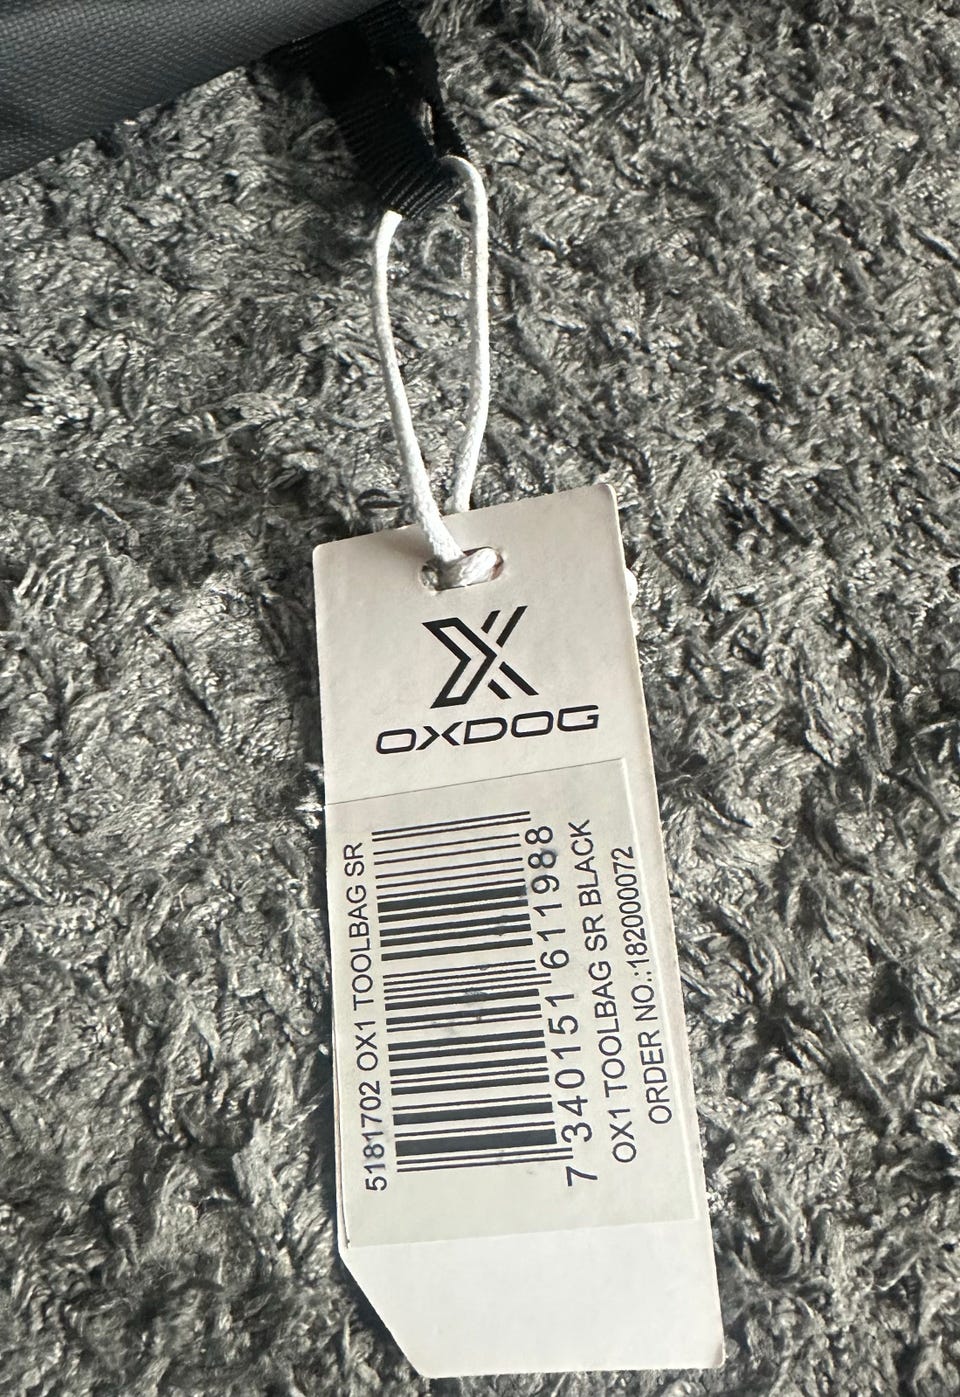 OXDOG
5181702 OX1 TOOLBAG SR
7 340151 611988
OX1 TOOLBAG SR BLACK
ORDER NO.:182000072